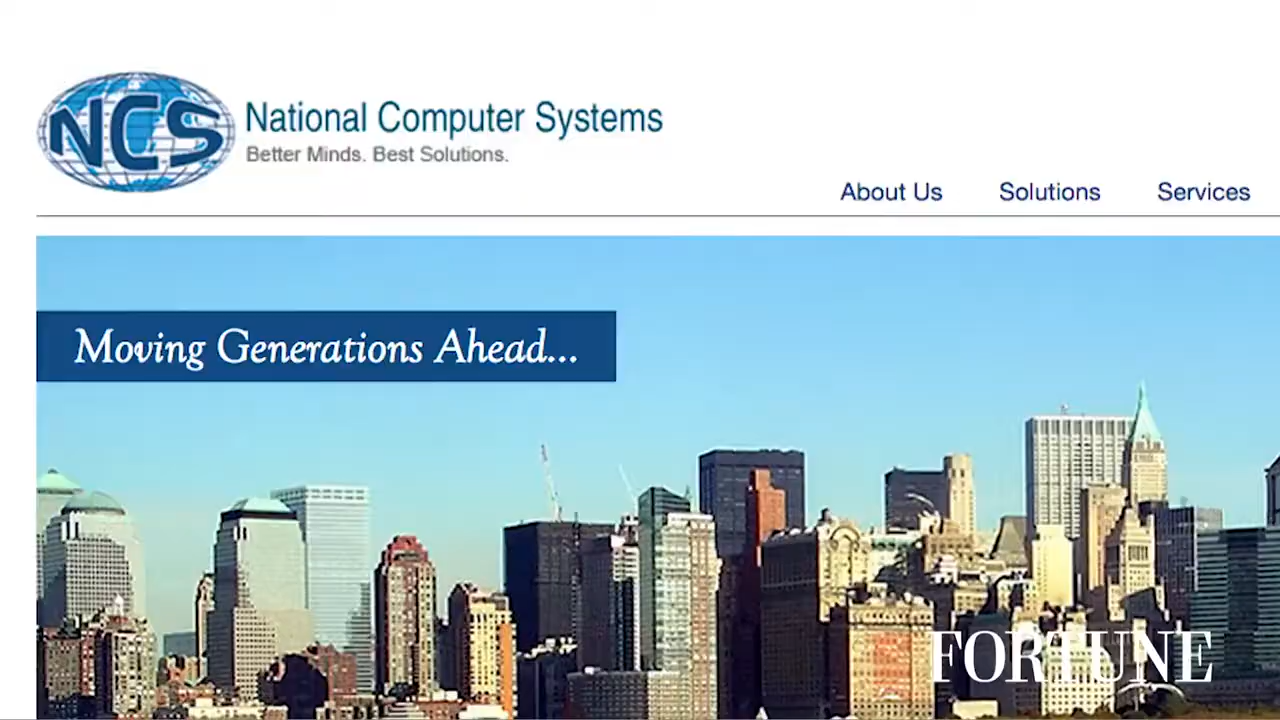 NCS
National Computer Systems
Better Minds. Best Solutions.
About Us Solutions Services
Moving Generations Ahead...
FORTUNE